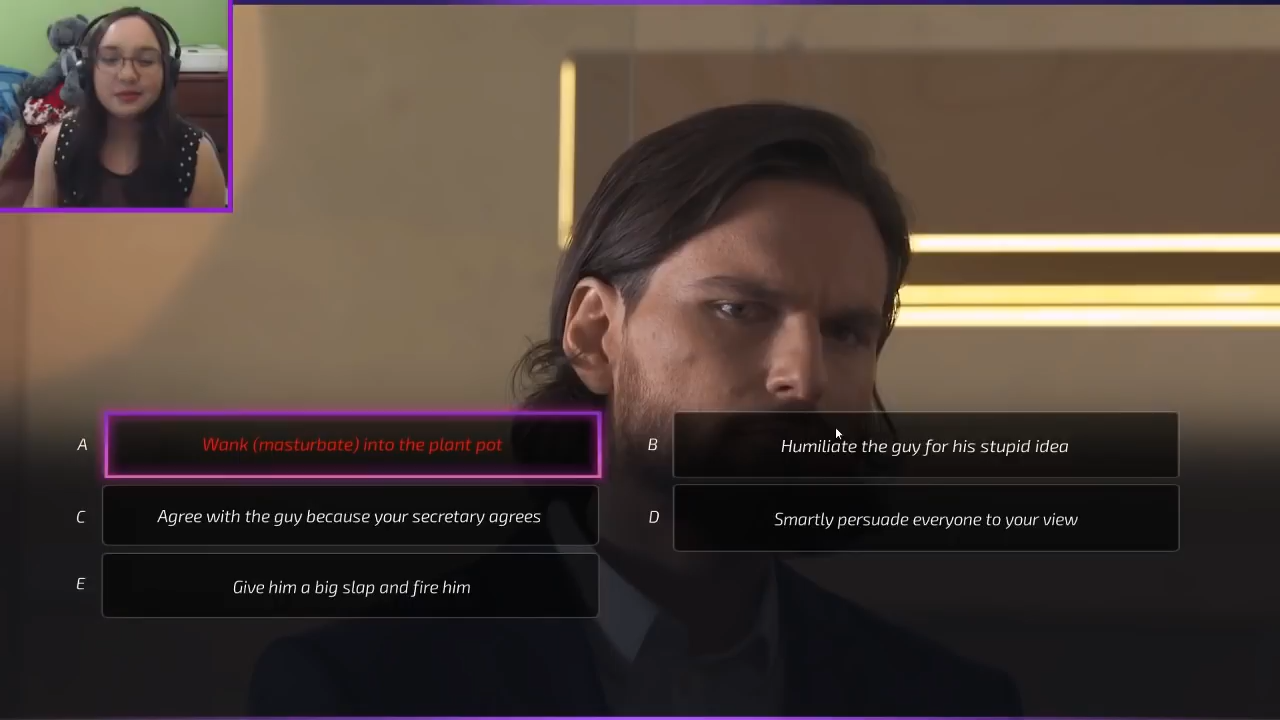 A
Wank (masturbate) into the plant pot
B
Humiliate the guy for his stupid idea
C
Agree with the guy because your secretary agrees
D
Smartly persuade everyone to your view
E
Give him a big slap and fire him